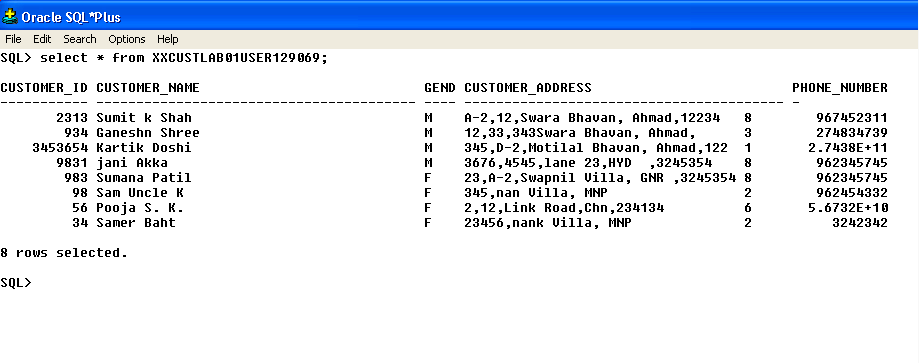 Oracle SQL*Plus
File Edit Search Options Help
SQL> select * from XXCUSTLAB01USER129069;
CUSTOMER_ID CUSTOMER_NAME GEND CUSTOMER_ADDRESS PHONE_NUMBER
----------- ---------------------------------------- ---- ---------------------------------------- -
2313 Sumit k Shah M A-2,12,Swara Bhavan, Ahmad,12234 8 967452311
934 Ganeshn Shree M 12,33,343Swara Bhavan, Ahmad, 3 274834739
3453654 Kartik Doshi M 345,D-2,Motilal Bhavan, Ahmad,122 1 2.7438E+11
9831 jani Akka M 3676,4545,lane 23,HYD ,3245354 8 962345745
983 Sumana Patil F 23,A-2,Swapnil Villa, GNR ,3245354 8 962345745
98 Sam Uncle K F 345,nan Villa, MNP 2 962454332
56 Pooja S. K. F 2,12,Link Road,Chn,234134 6 5.6732E+10
34 Samer Baht F 23456,nank Villa, MNP 2 3242342
8 rows selected.
SQL>